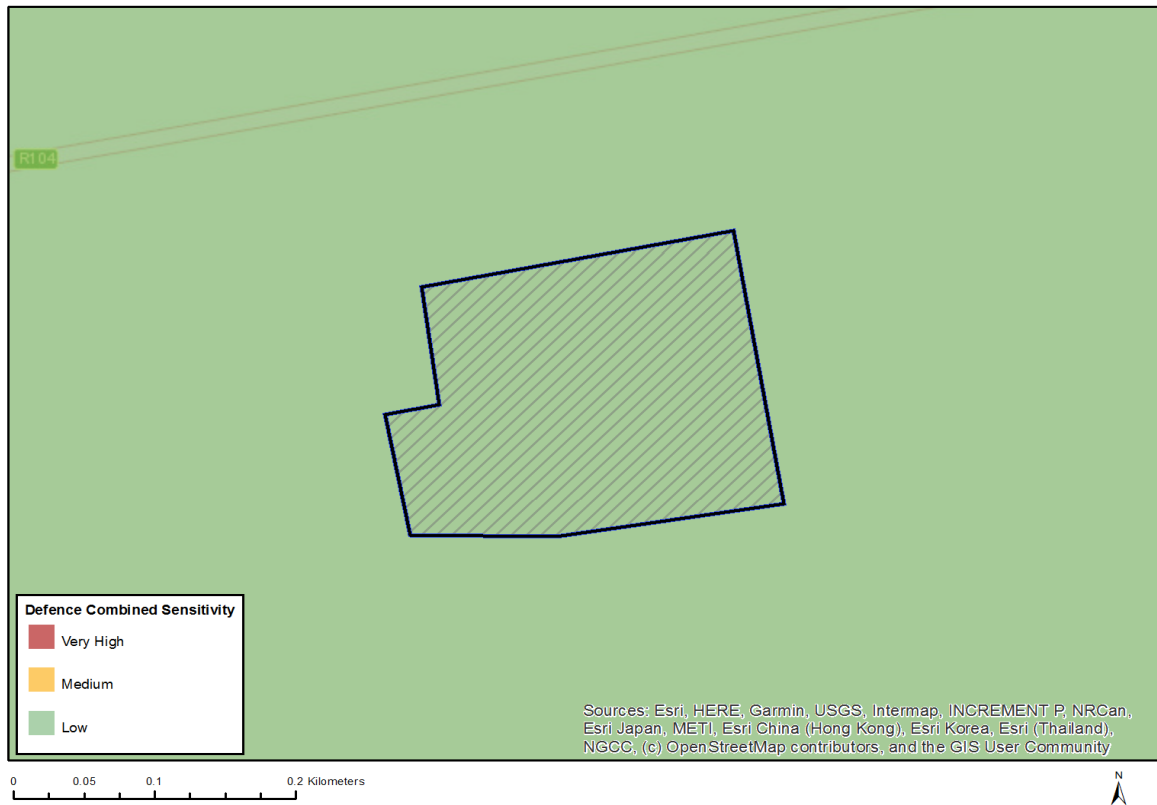 R104
Defence Combined Sensitivity
Very High
Medium
Low
Sources: Esri, HERE, Garmin, USGS, Intermap, INCREMENT P, NRCan,
Esri Japan, METI, Esri China (Hong Kong), Esri Korea, Esri (Thailand),
NGCC, (c) OpenStreetMap contributors, and the GIS User Community
0 0.05 0.1 0.2 Kilometers
N